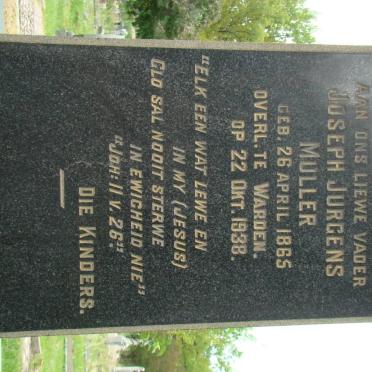 AAN ONS LIEWE VADER
JOSEPH JURGENS
MULLER
GEB. 26 APRIL 1865
OVERL. TE WARDEN.
OP 22 OKT. 1938.
"ELK EEN WAT LEWE EN
IN MY (JESUS)
GLO SAL NOOIT STERWE
IN EWIGHEID NIE"
"JOH: 11 V. 26"
DIE KINDERS.